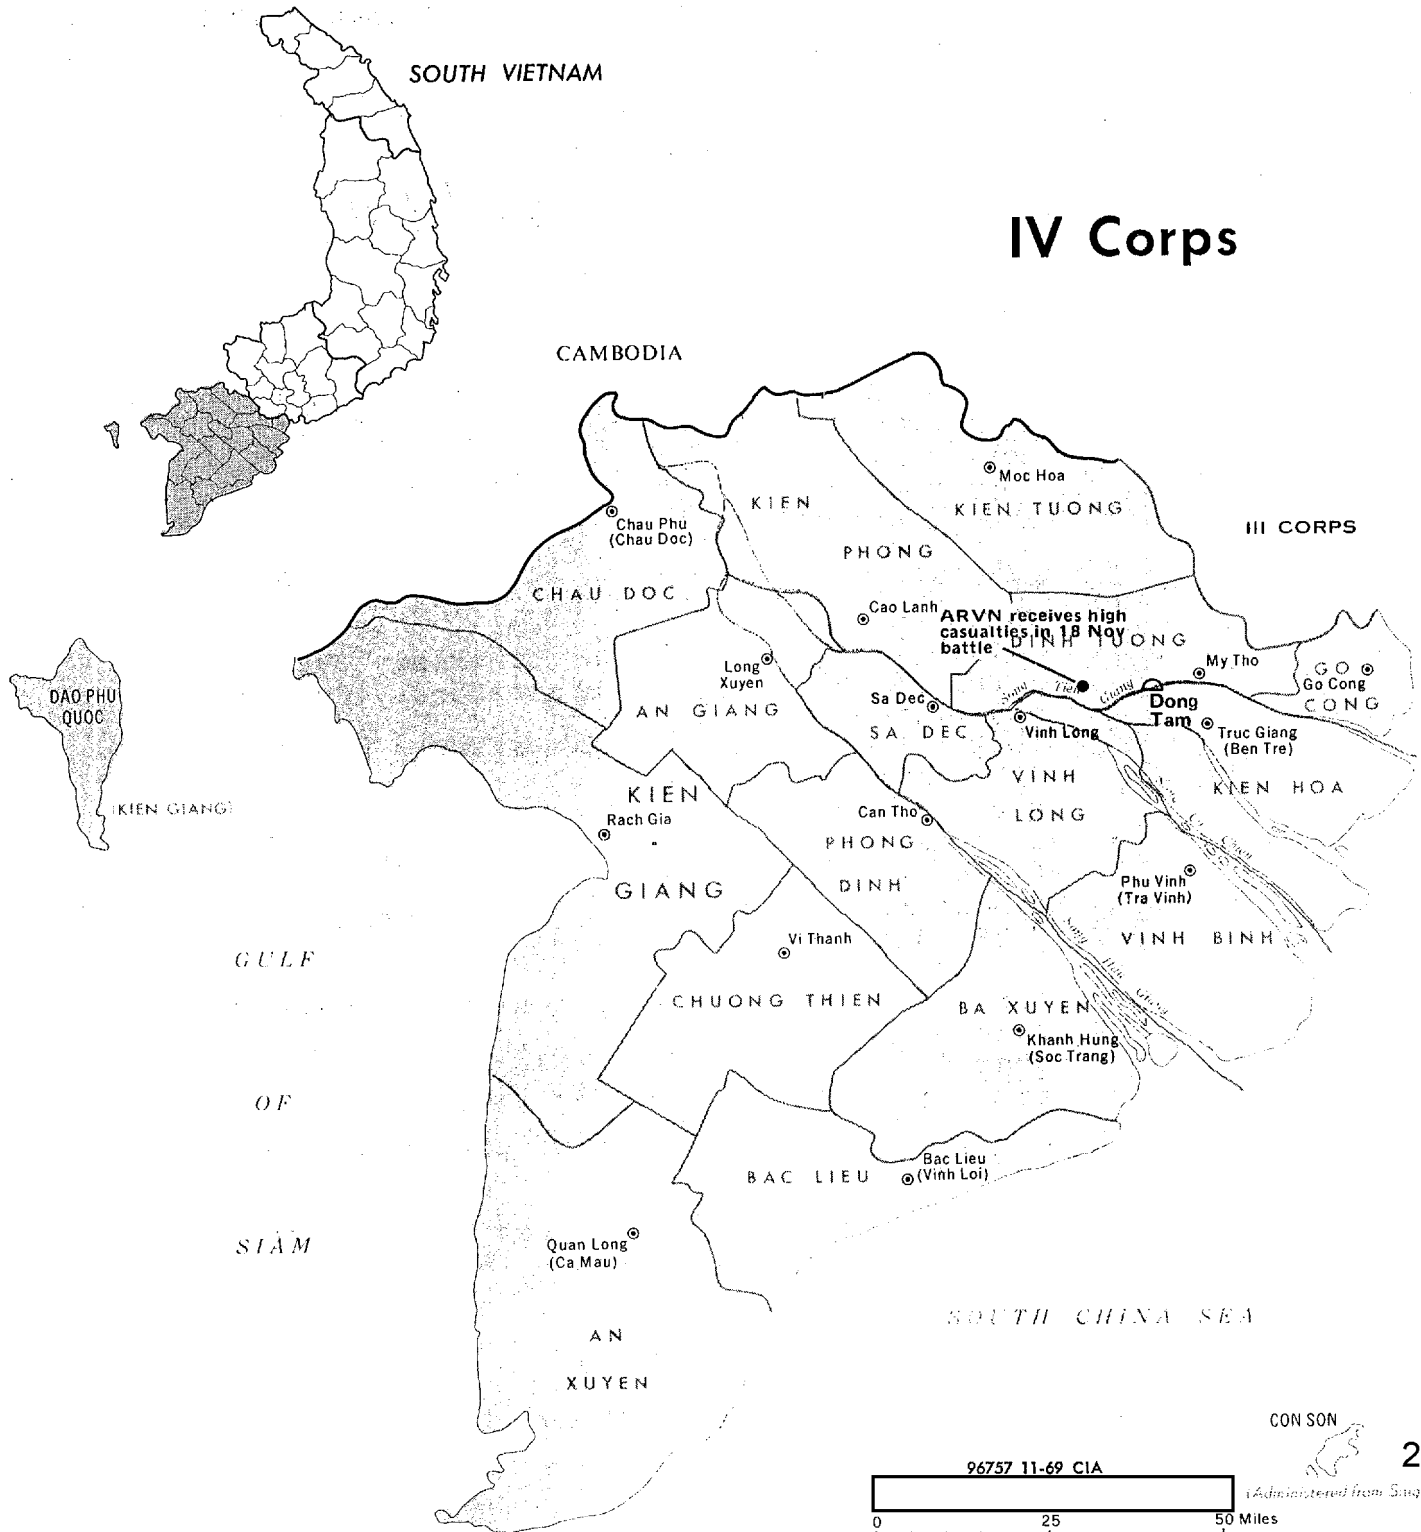 SOUTH VIETNAM
IV Corps
CAMBODIA
Moc Hoa
KIEN
KIEN TUONG
Chau Phu
(Chau Doc)
III CORPS
PHONG
CHAU DOC
Cao Lanh
ARVN receives high
casualties in 18 Nov
battle
DINH TUONG
My Tho
Long
Xuyen
GO
Go Cong
CONG
DAO PHU
QUOC
Sa Dec
Tien
Giang
Dong
Tam
AN GIANG
SA DEC
Vinh Long
Truc Giang
(Ben Tre)
VINH
KIEN HOA
KIEN
(KIEN GIANG)
LONG
Can Tho
Rach Gia
PHONG
GIANG
DINH
Phu Vinh
(Tra Vinh)
VINH BINH
Vi Thanh
GULF
CHUONG THIEN
BA XUYEN
Khanh Hung
(Soc Trang)
OF
Bac Lieu
(Vinh Loi)
BAC LIEU
SIAM
Quan Long
(Ca Mau)
SOUTH CHINA SEA
AN
XUYEN
CON SON
2
96757 11-69 CIA
(Administered from Saig
0 25 50 Miles